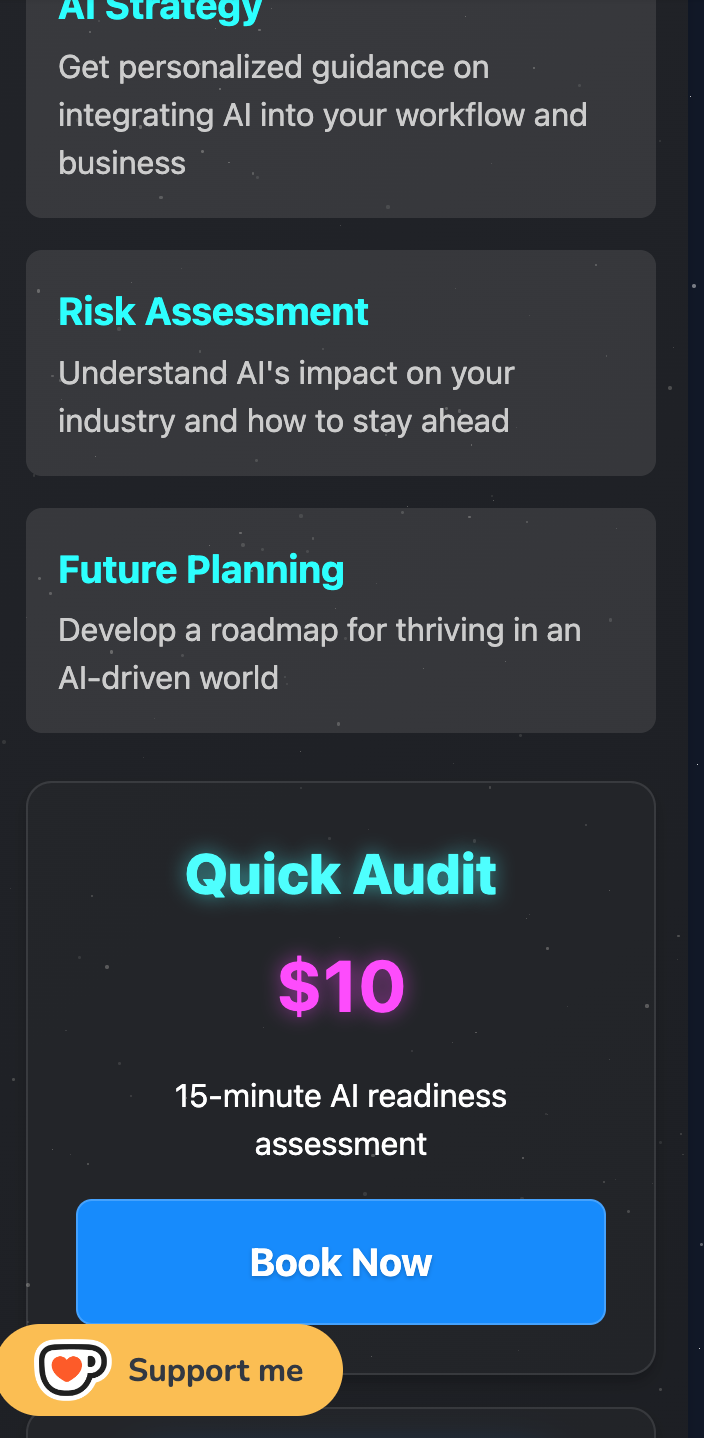 AI Strategy
Get personalized guidance on
integrating AI into your workflow and
business
Risk Assessment
Understand AI's impact on your
industry and how to stay ahead
Future Planning
Develop a roadmap for thriving in an
AI-driven world
Quick Audit
$10
15-minute AI readiness
assessment
Book Now
Support me